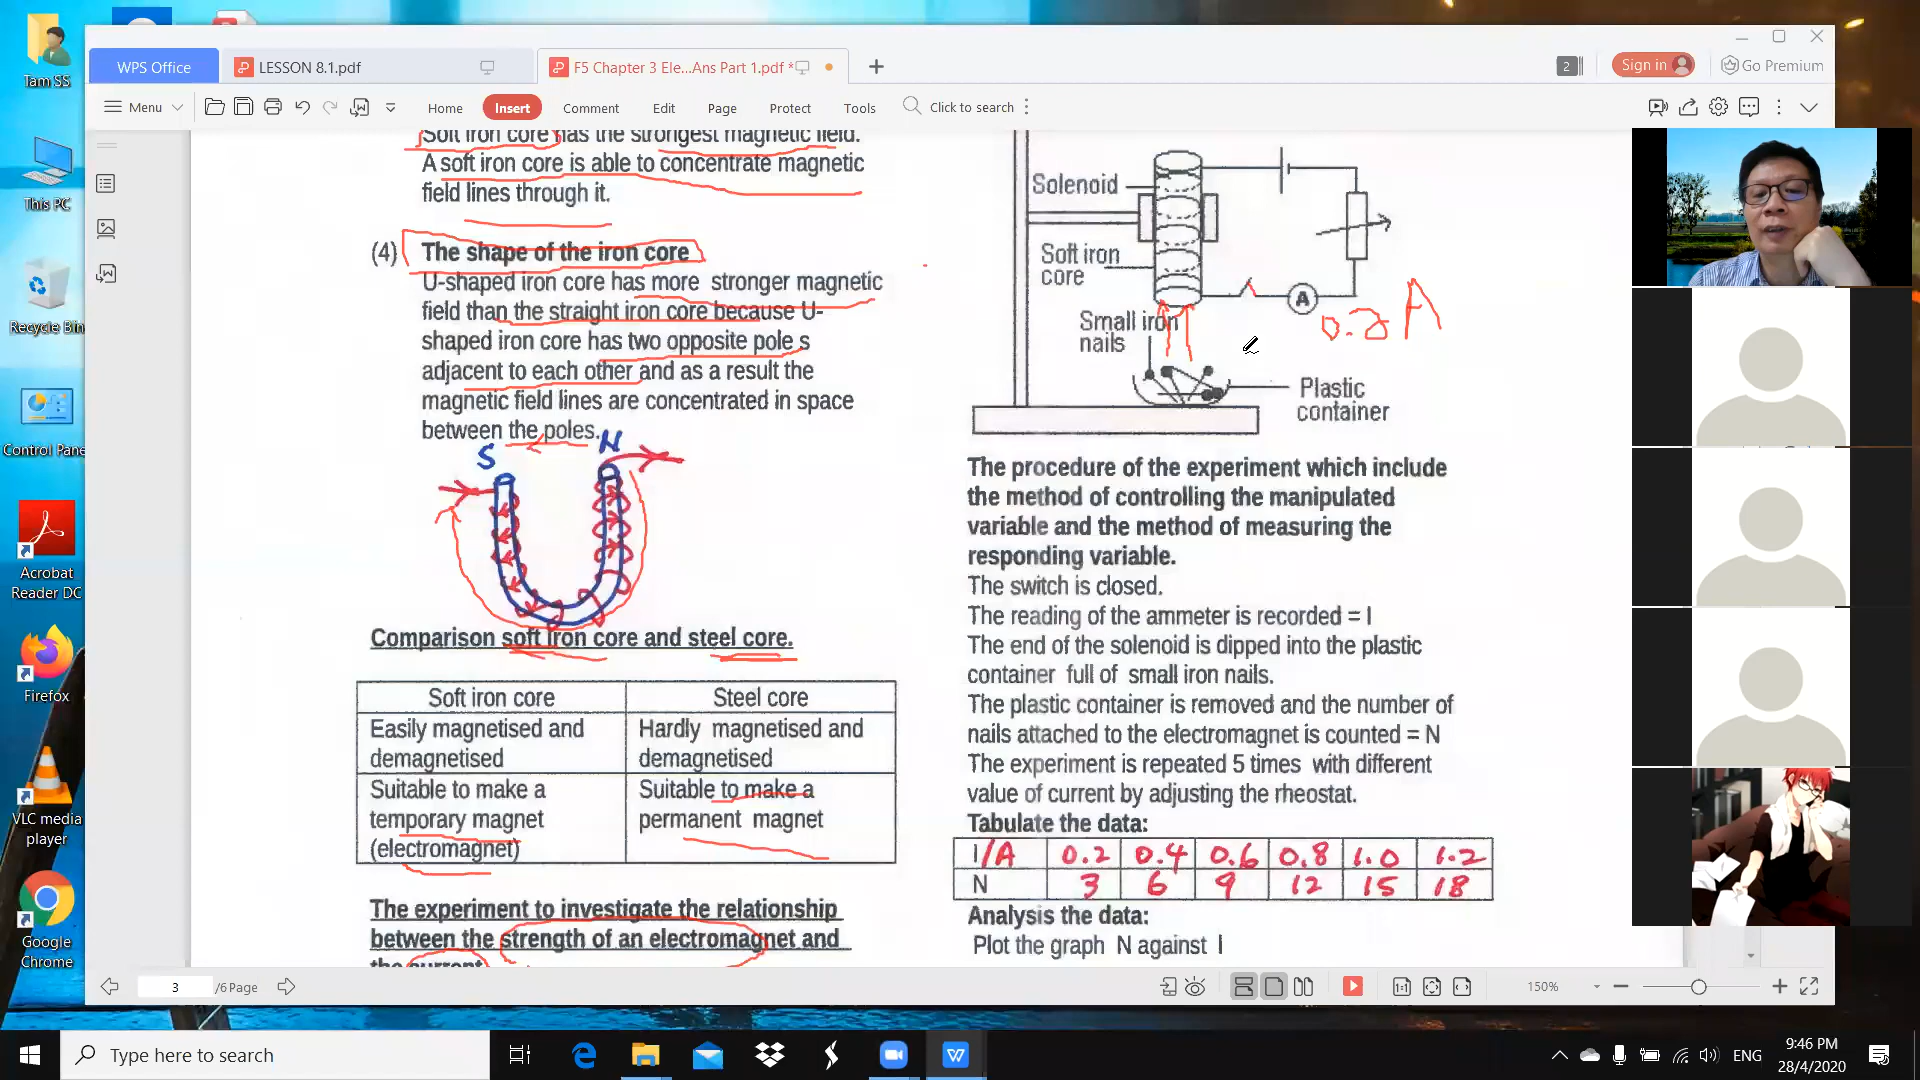 Tam SS
This PC
Recycle Bin
Control Pane
Acrobat
Reader DC
Firefox
VLC media
player
Google
Chrome
WPS Office
LESSON 8.1.pdf
F5 Chapter 3 Ele...Ans Part 1.pdf *
2
Sign in
Go Premium
Menu
Home
Insert
Comment
Edit
Page
Protect
Tools
Click to search
Soft iron core has the strongest magnetic field.
A soft iron core is able to concentrate magnetic
field lines through it.
(4) The shape of the iron core
U-shaped iron core has more stronger magnetic
field than the straight iron core because U-
shaped iron core has two opposite pole s
adjacent to each other and as a result the
magnetic field lines are concentrated in space
between the poles.
S
N
Comparison soft iron core and steel core.
Soft iron core
Steel core
Easily magnetised and
demagnetised
Hardly magnetised and
demagnetised
Suitable to make a
temporary magnet
(electromagnet)
Suitable to make a
permanent magnet
The experiment to investigate the relationship
between the strength of an electromagnet and
the current
Solenoid
Soft iron
core
A
0.2 A
Small iron
nails
Plastic
container
The procedure of the experiment which include
the method of controlling the manipulated
variable and the method of measuring the
responding variable.
The switch is closed.
The reading of the ammeter is recorded = I
The end of the solenoid is dipped into the plastic
container full of small iron nails.
The plastic container is removed and the number of
nails attached to the electromagnet is counted = N
The experiment is repeated 5 times with different
value of current by adjusting the rheostat.
Tabulate the data:
I/A 0.2 0.4 0.6 0.8 1.0 1.2
N 3 6 9 12 15 18
Analysis the data:
Plot the graph N against I
3
/6 Page
150%
Type here to search
ENG
9:46 PM
28/4/2020